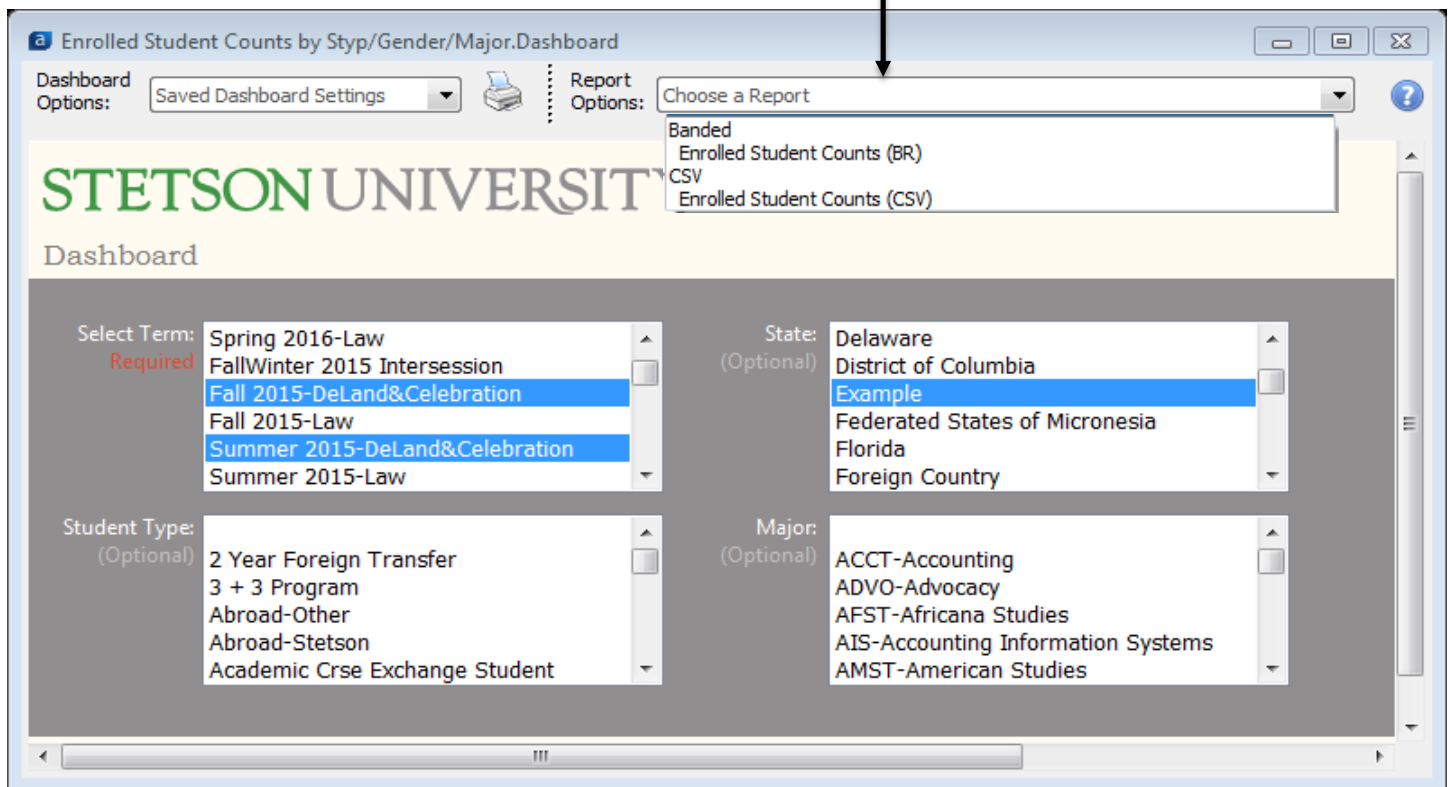 Enrolled Student Counts by Styp/Gender/Major.Dashboard
Dashboard
Options:
Saved Dashboard Settings
Report
Options:
Choose a Report
Banded
Enrolled Student Counts (BR)
CSV
Enrolled Student Counts (CSV)
STETSON UNIVERSITY
Dashboard
Select Term:
Required
Spring 2016-Law
FallWinter 2015 Intersession
Fall 2015-DeLand&Celebration
Fall 2015-Law
Summer 2015-DeLand&Celebration
Summer 2015-Law
State:
(Optional)
Delaware
District of Columbia
Example
Federated States of Micronesia
Florida
Foreign Country
Student Type:
(Optional)
2 Year Foreign Transfer
3 + 3 Program
Abroad-Other
Abroad-Stetson
Academic Crse Exchange Student
Major:
(Optional)
ACCT-Accounting
ADVO-Advocacy
AFST-Africana Studies
AIS-Accounting Information Systems
AMST-American Studies